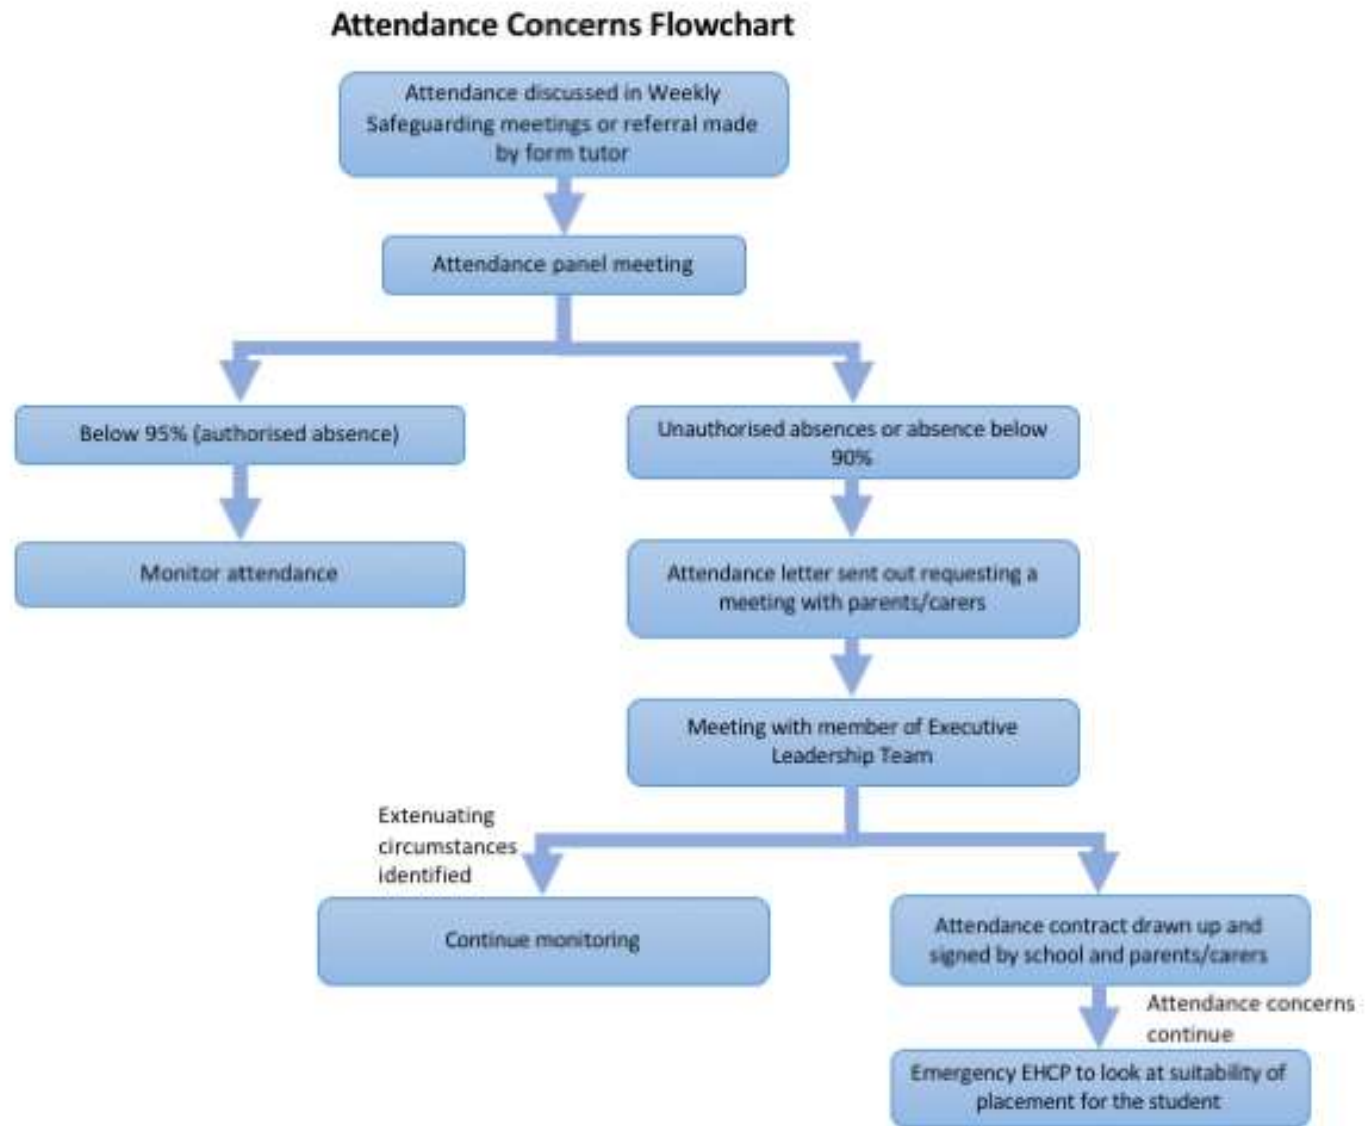 Attendance Concerns Flowchart
Attendance discussed in Weekly
Safeguarding meetings or referral made
by form tutor
Attendance panel meeting
Below 95% (authorised absence)
Unauthorised absences or absence below
90%
Monitor attendance
Attendance letter sent out requesting a
meeting with parents/carers
Meeting with member of Executive
Leadership Team
Extenuating
circumstances
identified
Continue monitoring
Attendance contract drawn up and
signed by school and parents/carers
Attendance concerns
continue
Emergency EHCP to look at suitability of
placement for the student